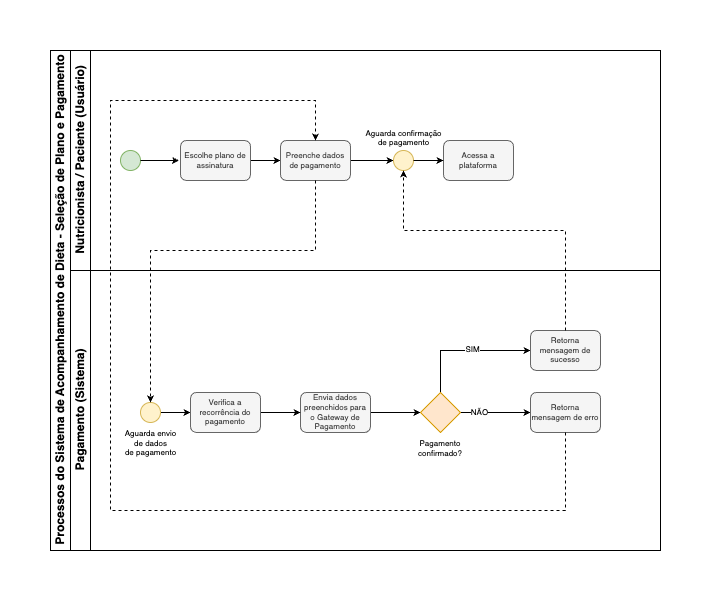 Processos do Sistema de Acompanhamento de Dieta - Seleção de Plano e Pagamento
Nutricionista / Paciente (Usuário)
Escolhe plano de
assinatura
Preenche dados
de pagamento
Aguarda confirmação
de pagamento
Acessa a
plataforma
Pagamento (Sistema)
Aguarda envio
de dados
de pagamento
Verifica a
recorrência do
pagamento
Envia dados
preenchidos para
o Gateway de
Pagamento
Pagamento
confirmado?
SIM
Retorna
mensagem de
sucesso
NÃO
Retorna
mensagem de erro